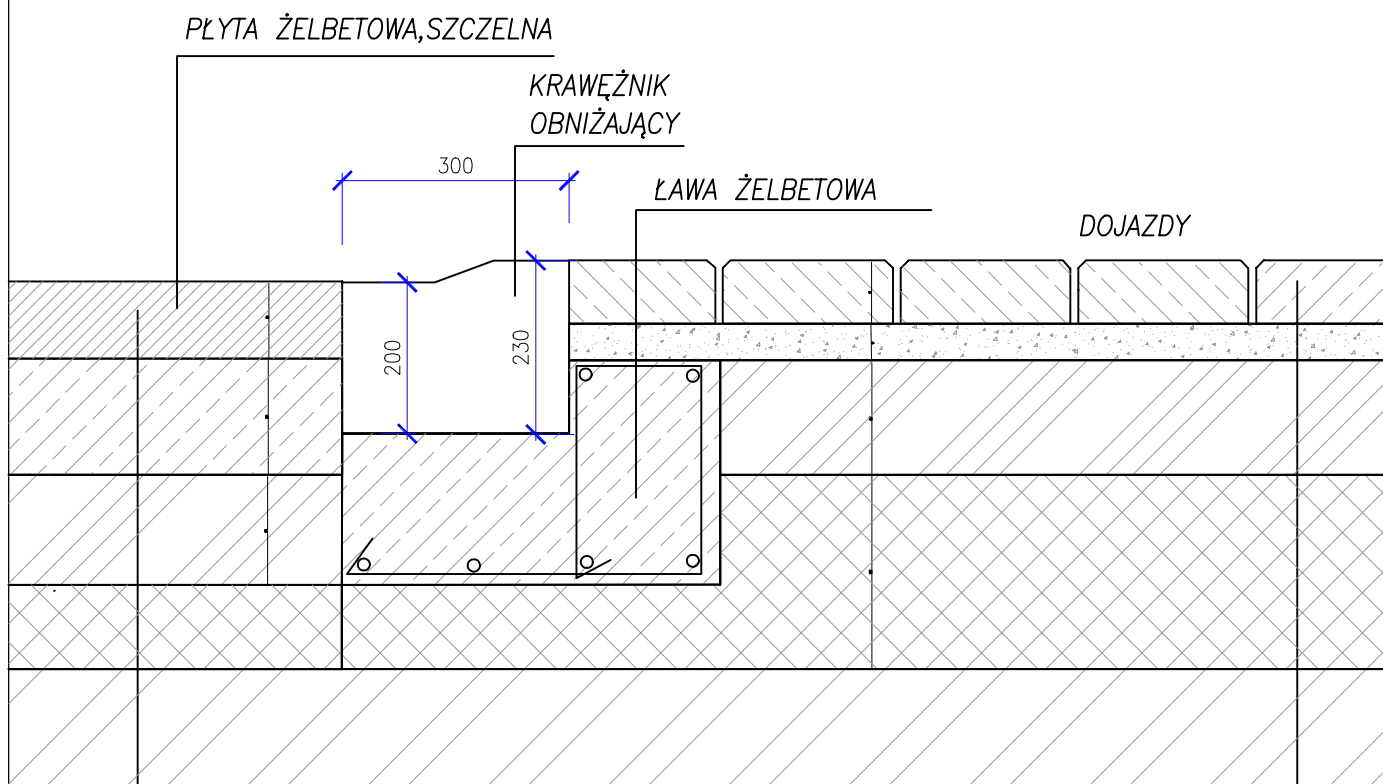 PŁYTA ŻELBETOWA,SZCZELNA
KRAWĘŻNIK
OBNIŻAJĄCY
300
ŁAWA ŻELBETOWA
DOJAZDY
200
230